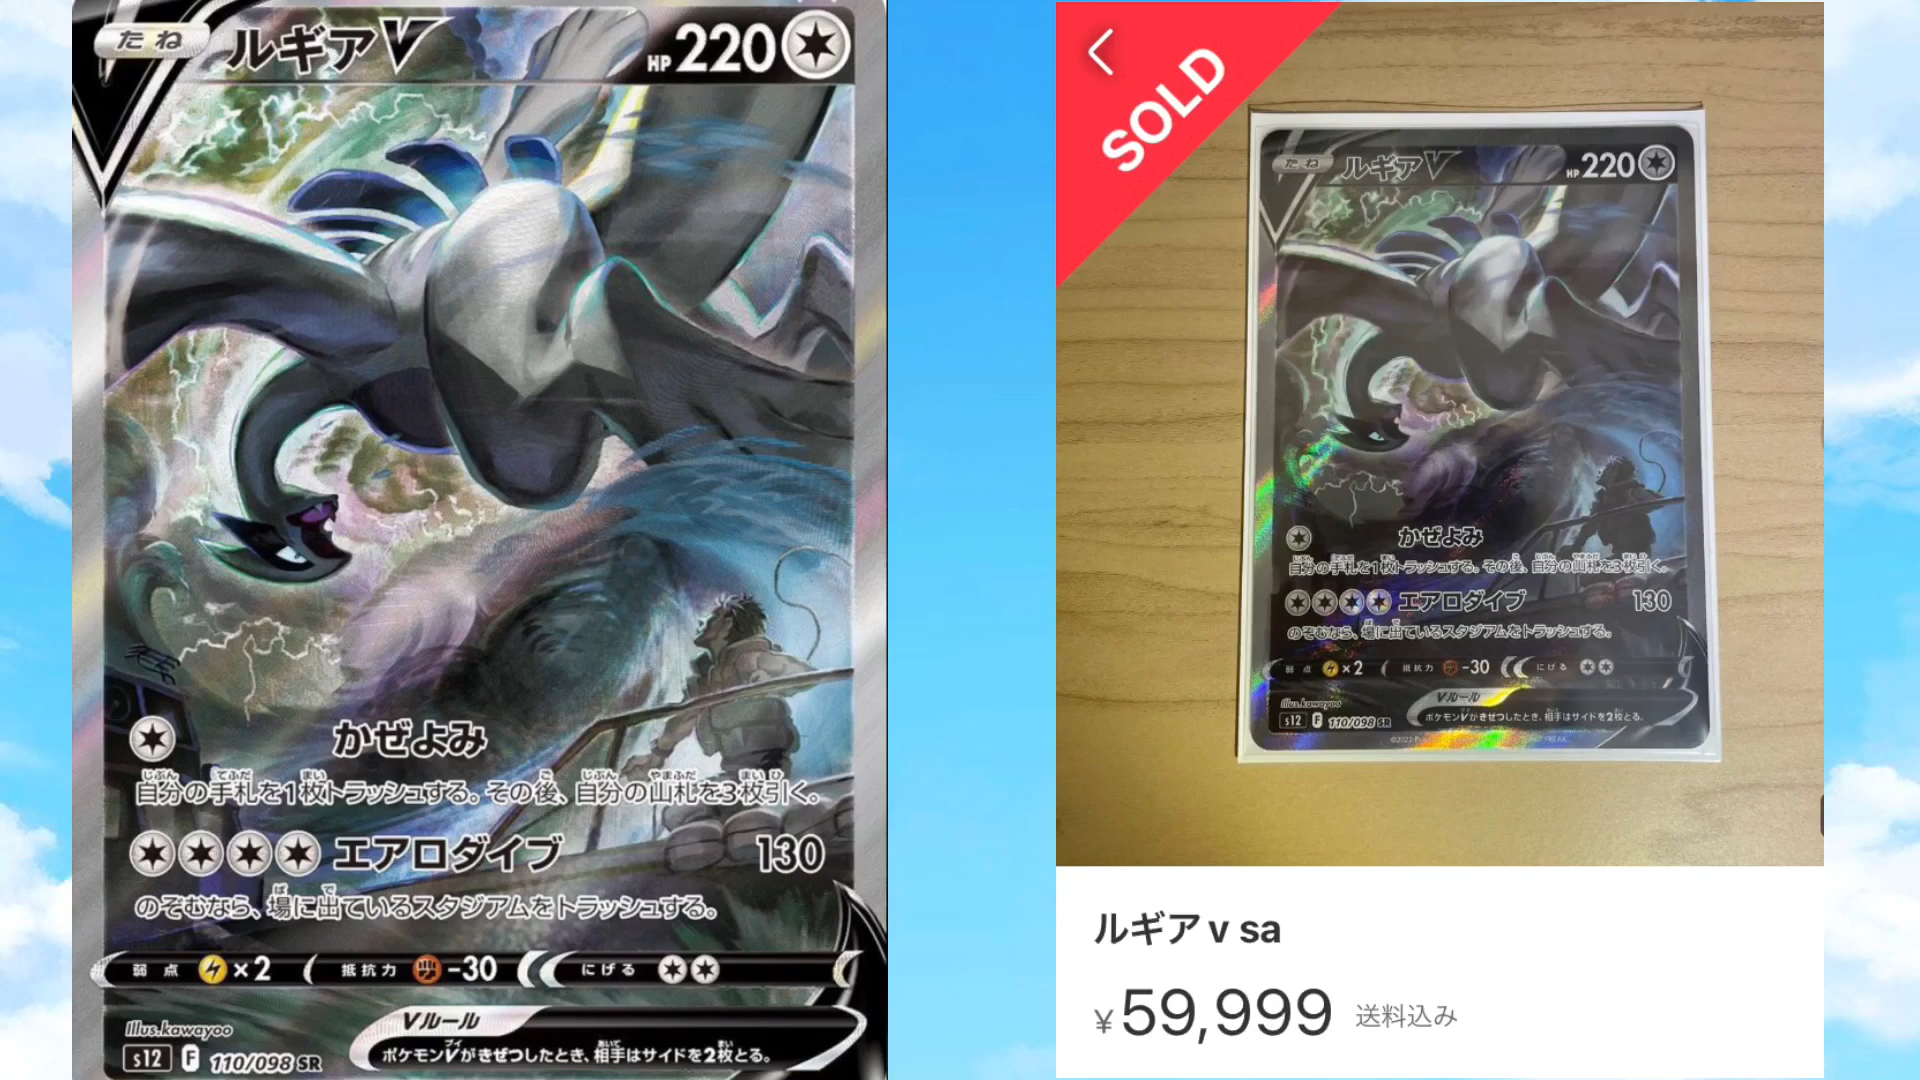 たね ルギアV HP 220
かぜよみ
自分の手札を1枚トラッシュする。その後、自分の山札を3枚引く。
エアロダイブ 130
のぞむなら、場に出ているスタジアムをトラッシュする。
弱点 ×2 抵抗力 -30 にげる
Illus.kawayoo
Vルール
ポケモンVがきぜつしたとき、相手はサイドを2枚とる。
s12 F 110/098 SR
SOLD
たね ルギアV HP 220
かぜよみ
自分の手札を1枚トラッシュする。その後、自分の山札を3枚引く。
エアロダイブ 130
のぞむなら、場に出ているスタジアムをトラッシュする。
弱点 ×2 抵抗力 -30 にげる
Illus.kawayoo
Vルール
ポケモンVがきぜつしたとき、相手はサイドを2枚とる。
s12 F 110/098 SR
ルギア v sa
¥59,999 送料込み